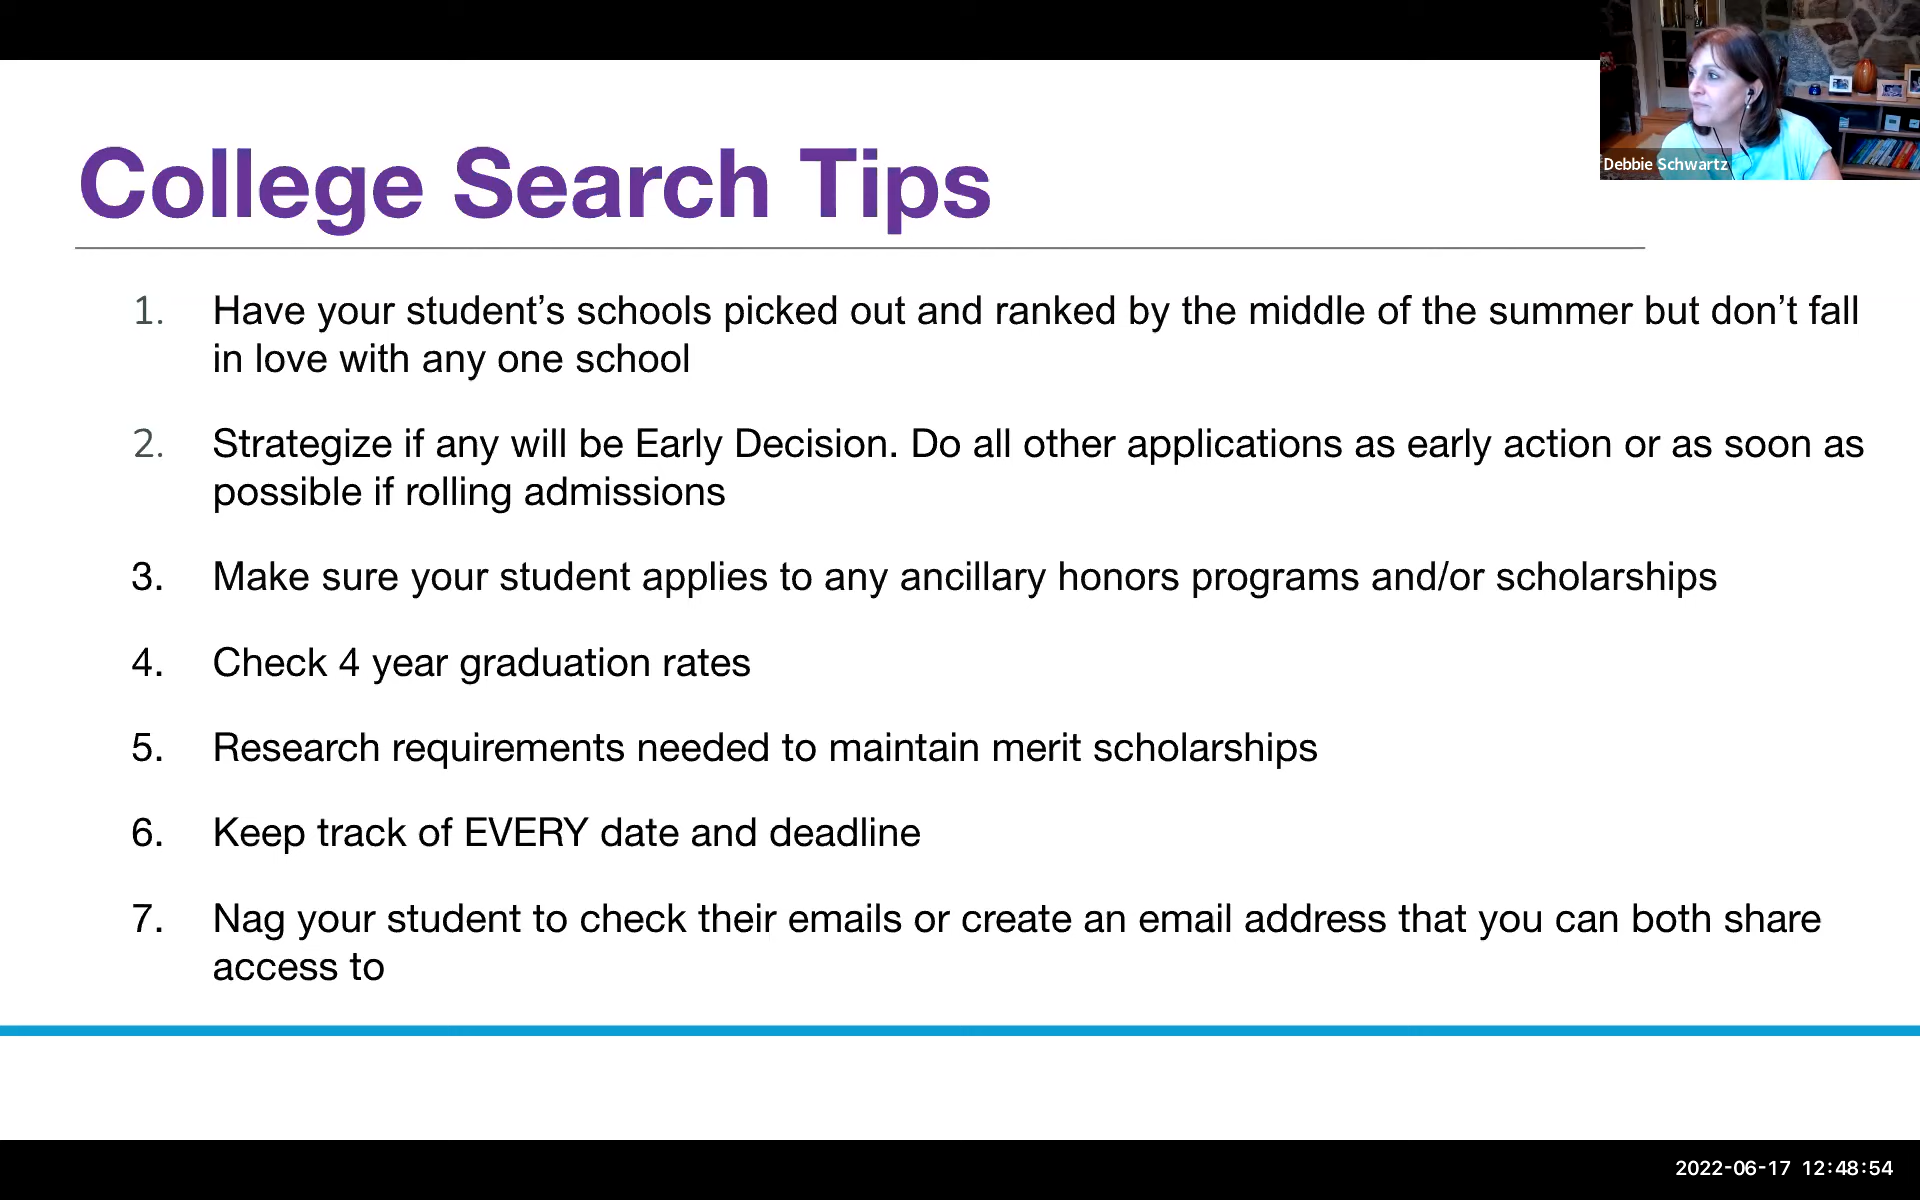 Debbie Schwartz
College Search Tips
1. Have your student’s schools picked out and ranked by the middle of the summer but don’t fall
in love with any one school
2. Strategize if any will be Early Decision. Do all other applications as early action or as soon as
possible if rolling admissions
3. Make sure your student applies to any ancillary honors programs and/or scholarships
4. Check 4 year graduation rates
5. Research requirements needed to maintain merit scholarships
6. Keep track of EVERY date and deadline
7. Nag your student to check their emails or create an email address that you can both share
access to
2022-06-17 12:48:54